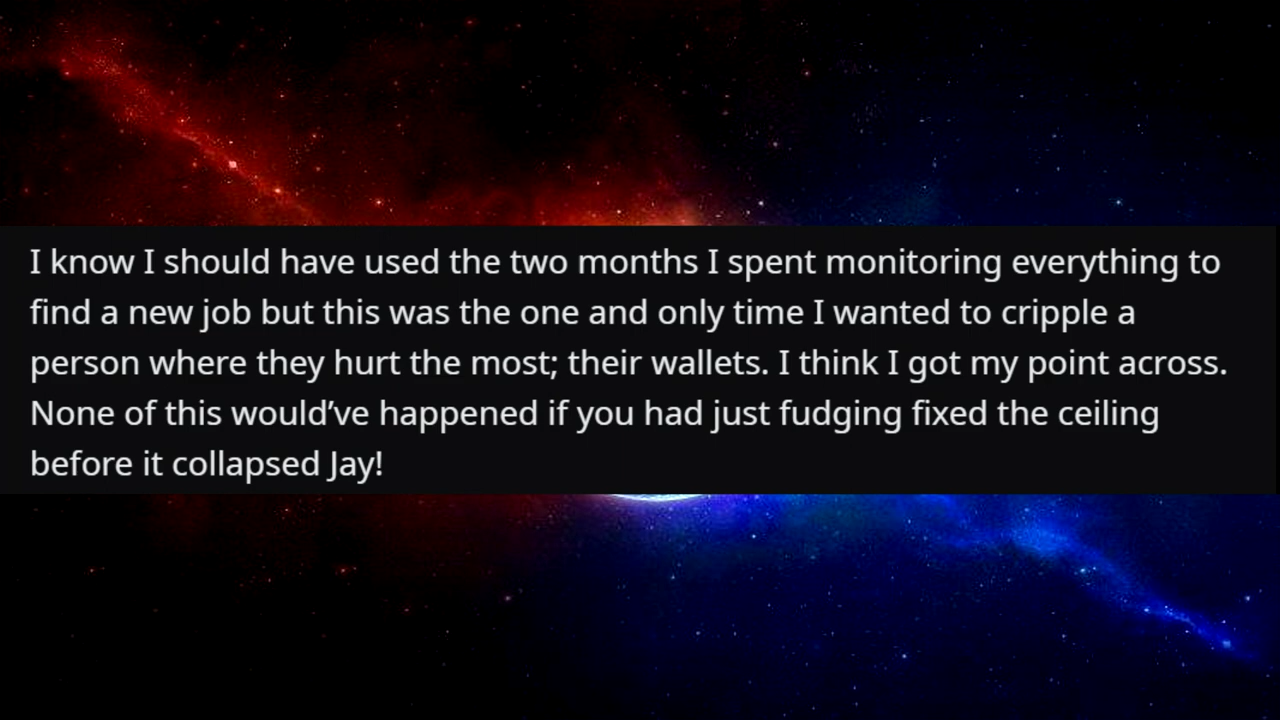 I know I should have used the two months I spent monitoring everything to
find a new job but this was the one and only time I wanted to cripple a
person where they hurt the most; their wallets. I think I got my point across.
None of this would’ve happened if you had just fudging fixed the ceiling
before it collapsed Jay!